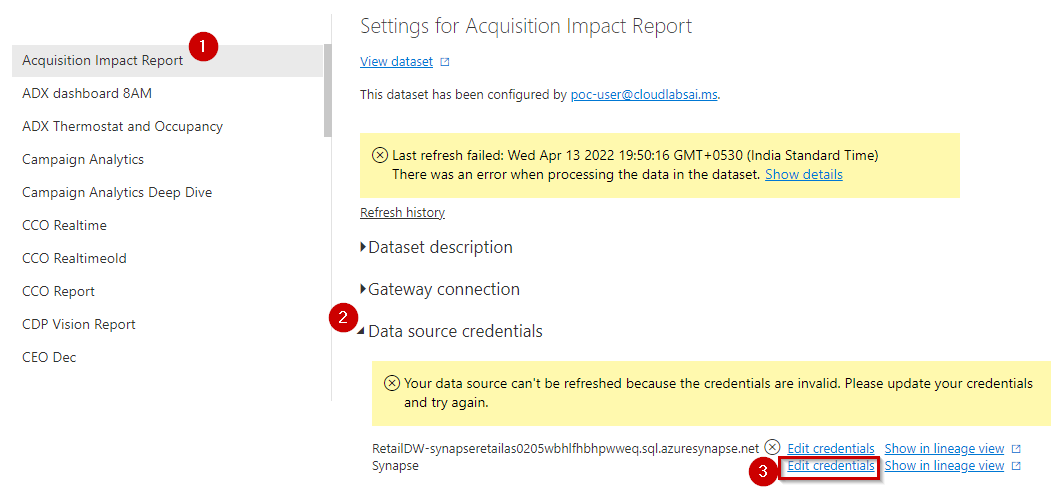 Settings for Acquisition Impact Report
1
Acquisition Impact Report
View dataset
ADX dashboard 8AM
This dataset has been configured by poc-user@cloudlabsai.ms.
ADX Thermostat and Occupancy
Campaign Analytics
Last refresh failed: Wed Apr 13 2022 19:50:16 GMT+0530 (India Standard Time)
There was an error when processing the data in the dataset. Show details
Campaign Analytics Deep Dive
Refresh history
CCO Realtime
Dataset description
CCO Realtimeold
CCO Report
Gateway connection
CDP Vision Report
2
Data source credentials
CEO Dec
Your data source can't be refreshed because the credentials are invalid. Please update your credentials
and try again.
RetailDW-synapseretailas0205wbhlfhbhpwweq.sql.azuresynapse.net Edit credentials Show in lineage view
Synapse Edit credentials Show in lineage view
3